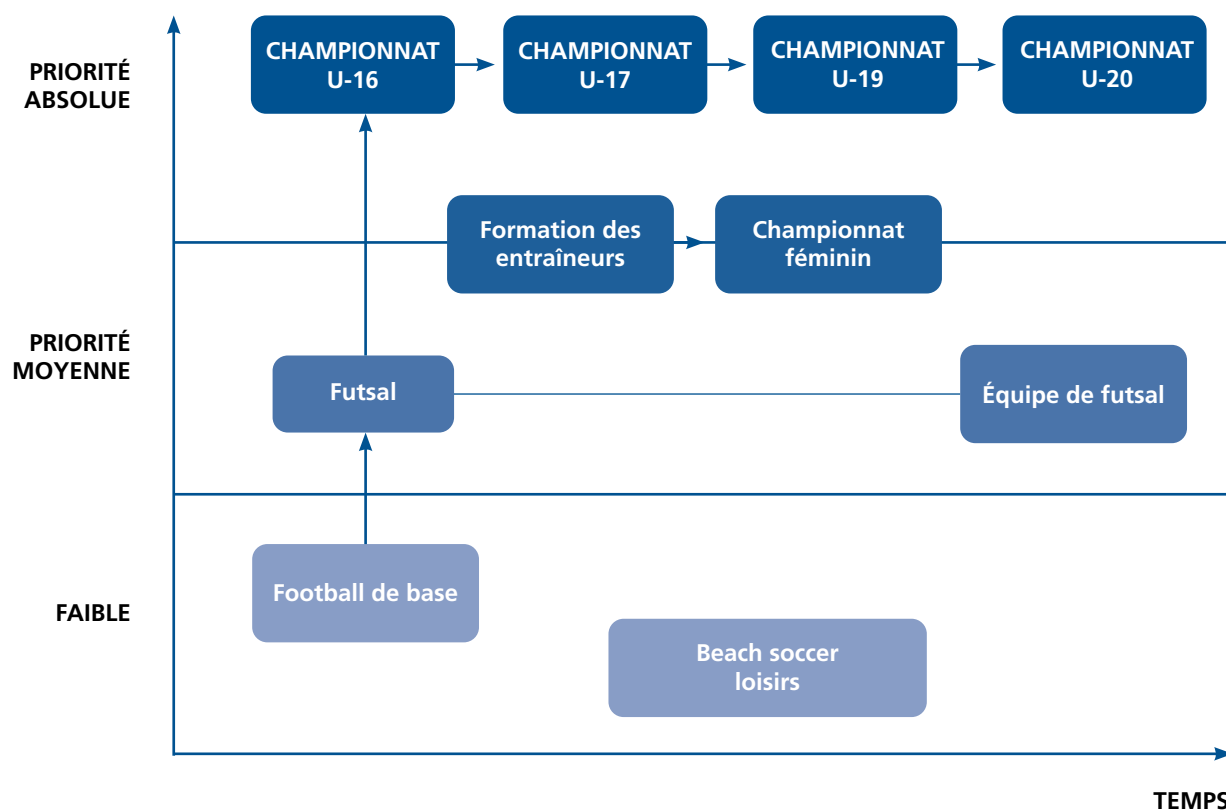 PRIORITÉ
ABSOLUE
CHAMPIONNAT
U-16
CHAMPIONNAT
U-17
CHAMPIONNAT
U-19
CHAMPIONNAT
U-20
Formation des
entraîneurs
Championnat
féminin
PRIORITÉ
MOYENNE
Futsal
Équipe de futsal
FAIBLE
Football de base
Beach soccer
loisirs
TEMPS